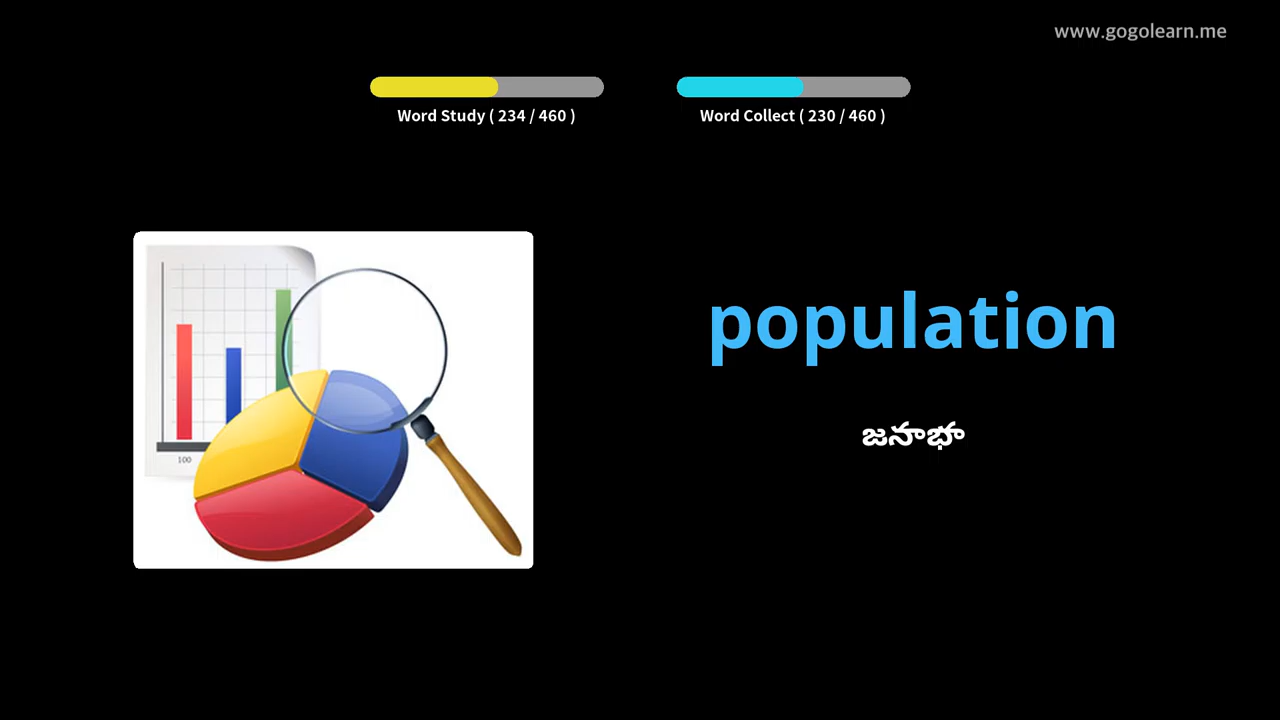 www.gogolearn.me
Word Study ( 234 / 460 )
Word Collect ( 230 / 460 )
100
population
జనాభా